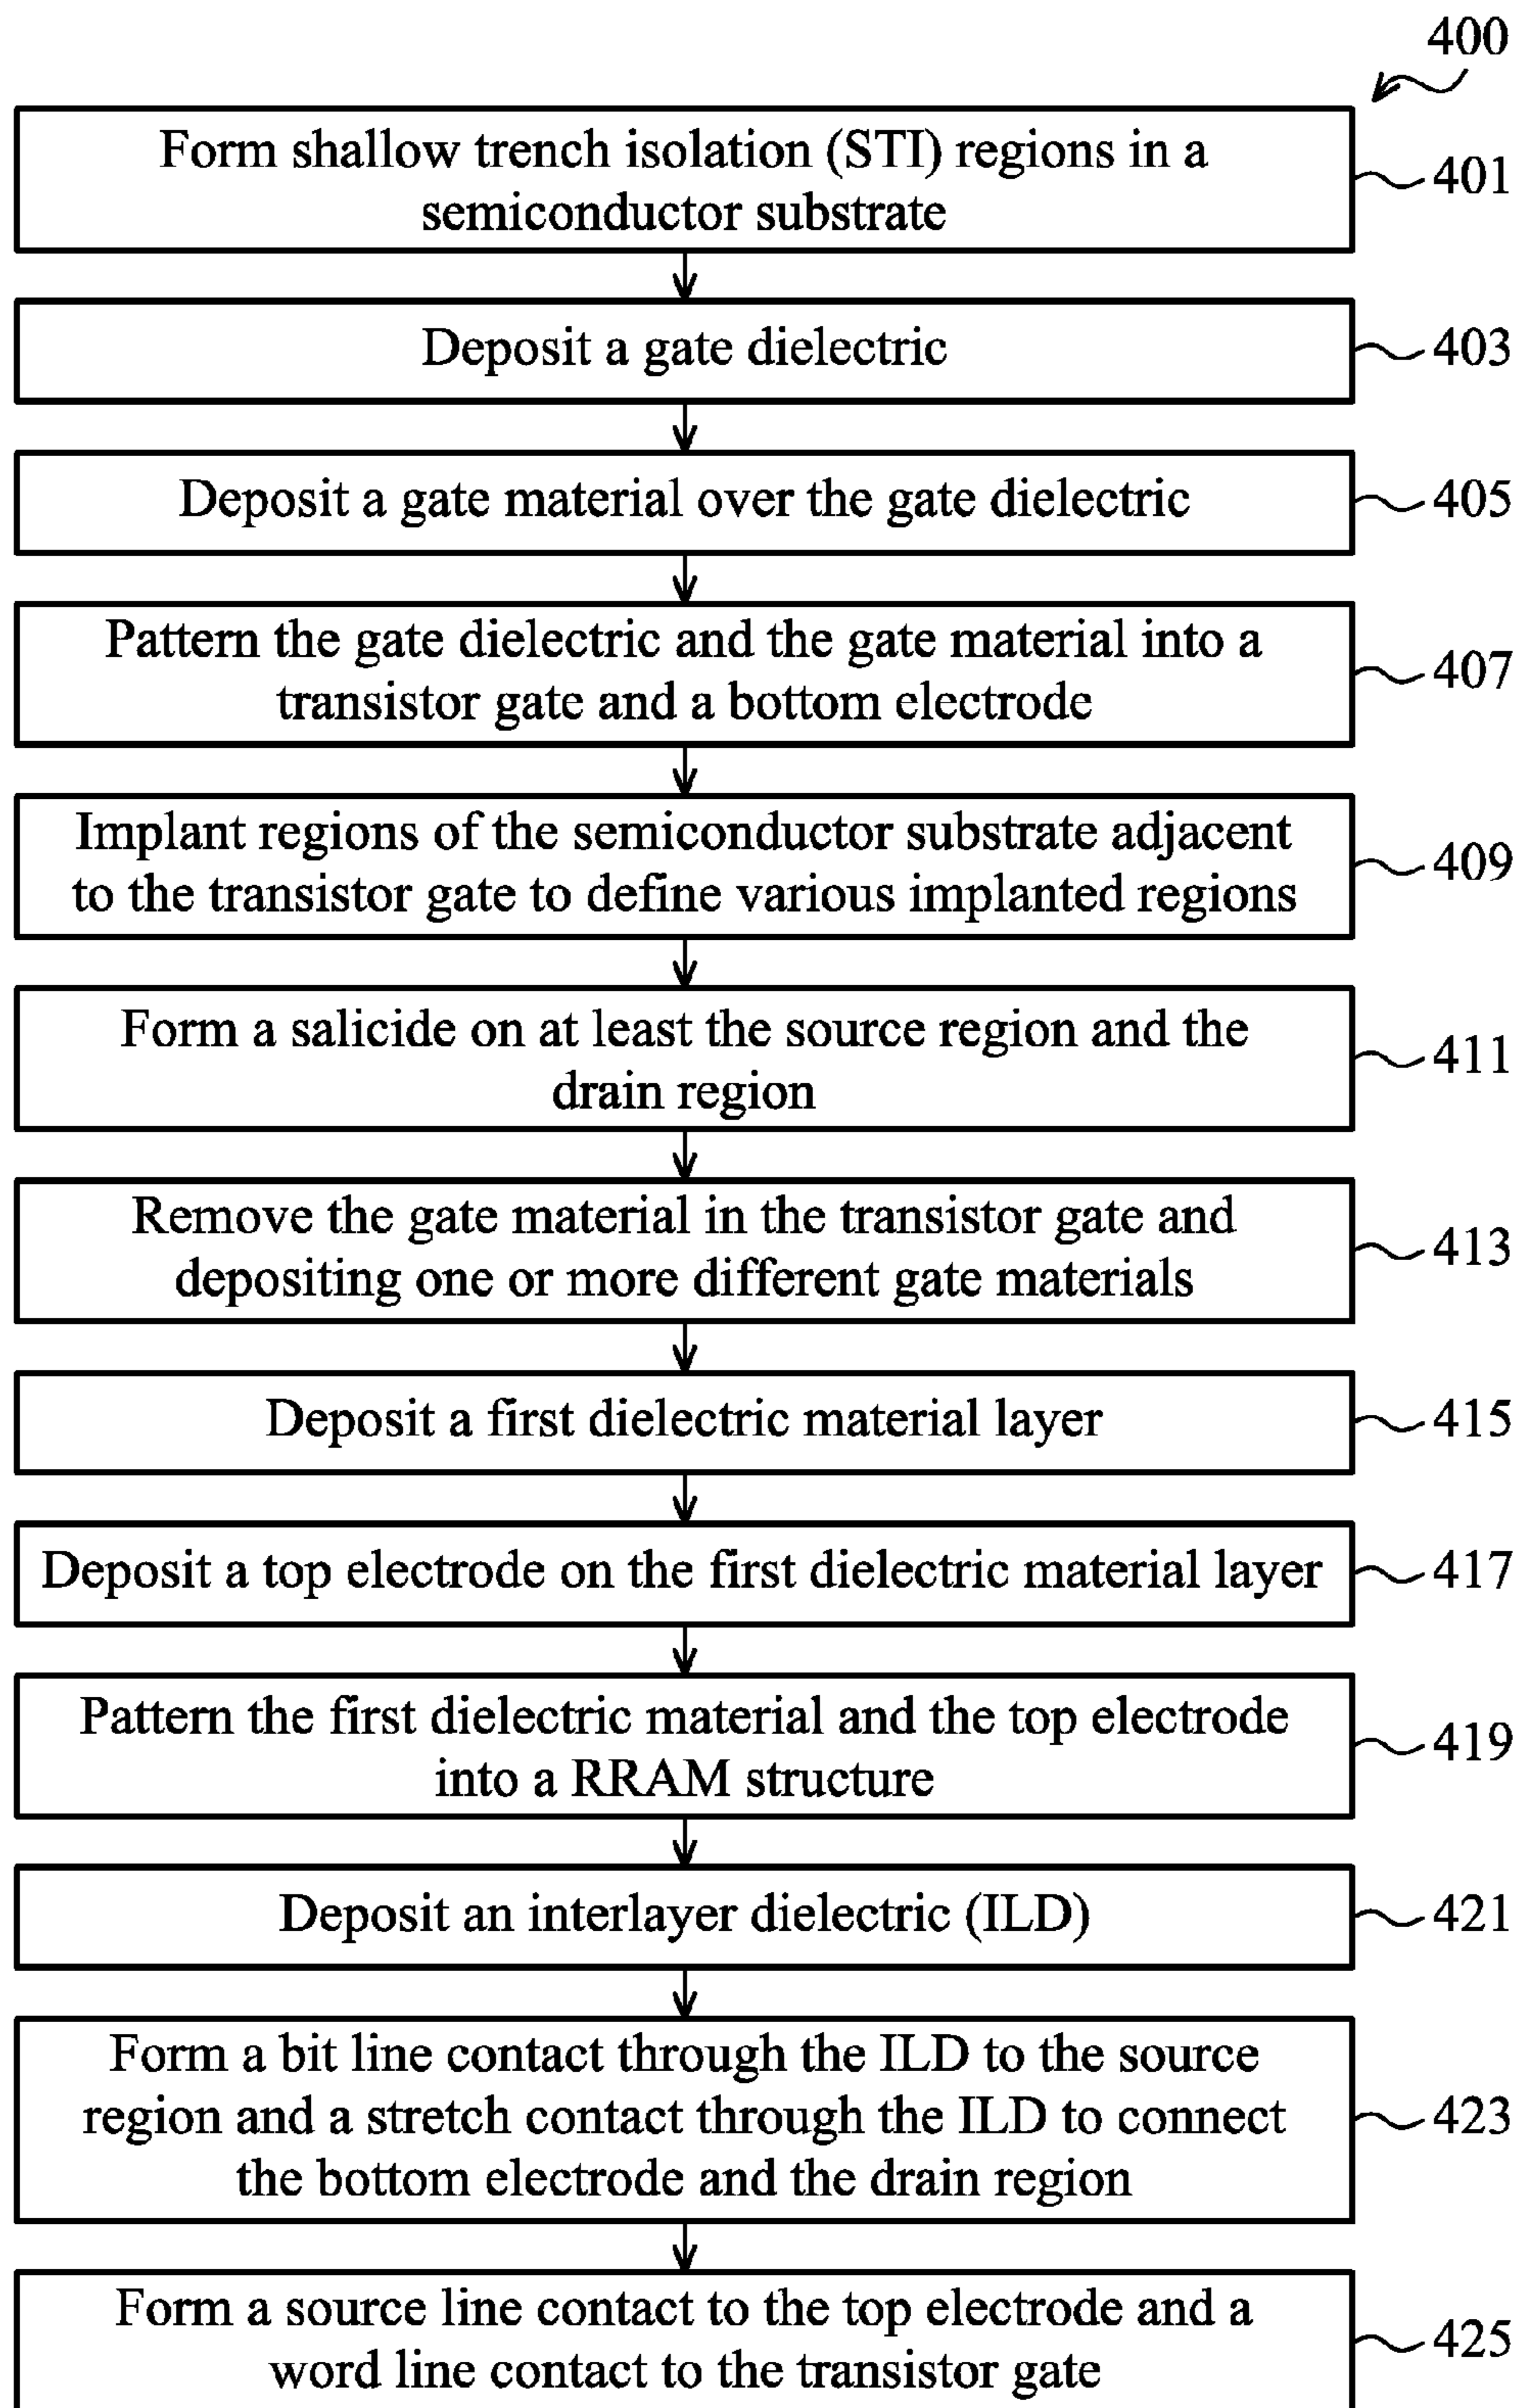 400
Form shallow trench isolation (STI) regions in a
semiconductor substrate
401
Deposit a gate dielectric
403
Deposit a gate material over the gate dielectric
405
Pattern the gate dielectric and the gate material into a
transistor gate and a bottom electrode
407
Implant regions of the semiconductor substrate adjacent
to the transistor gate to define various implanted regions
409
Form a salicide on at least the source region and the
drain region
411
Remove the gate material in the transistor gate and
depositing one or more different gate materials
413
Deposit a first dielectric material layer
415
Deposit a top electrode on the first dielectric material layer
417
Pattern the first dielectric material and the top electrode
into a RRAM structure
419
Deposit an interlayer dielectric (ILD)
421
Form a bit line contact through the ILD to the source
region and a stretch contact through the ILD to connect
the bottom electrode and the drain region
423
Form a source line contact to the top electrode and a
word line contact to the transistor gate
425